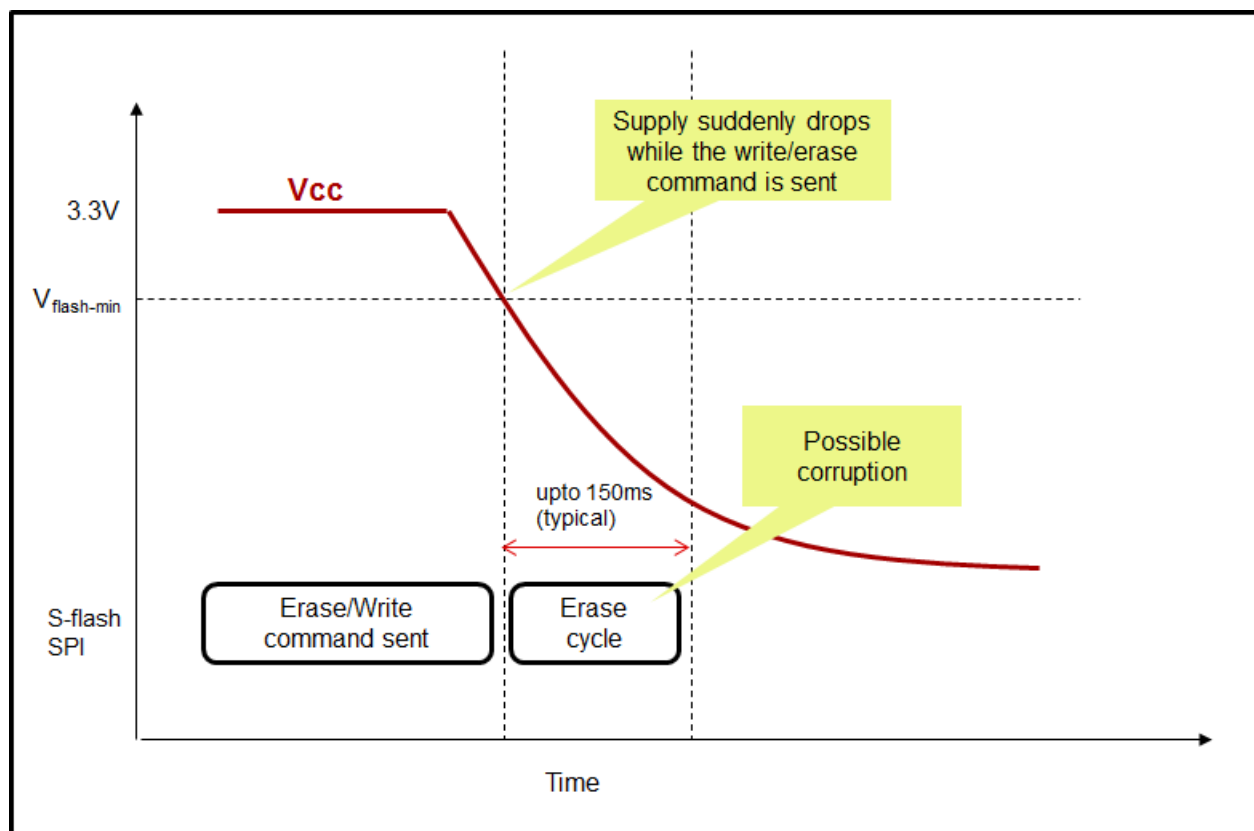 Supply suddenly drops
while the write/erase
command is sent
Vcc
3.3V
Vflash-min
Possible
corruption
upto 150ms
(typical)
Erase/Write
command sent
Erase
cycle
S-flash
SPI
Time